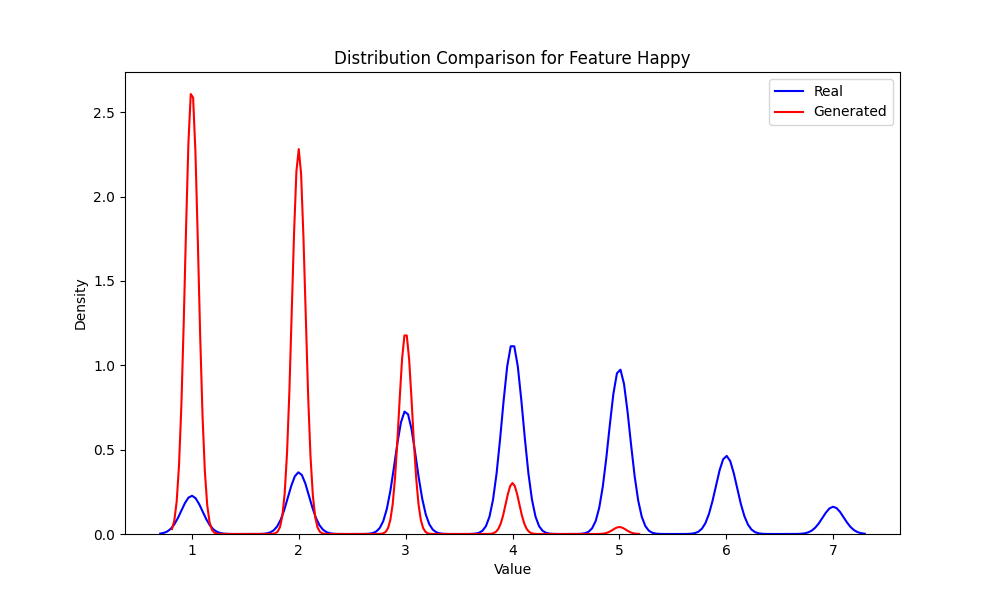 Distribution Comparison for Feature Happy
Real
Generated
Density
2.5
2.0
1.5
1.0
0.5
0.0
1 2 3 4 5 6 7
Value